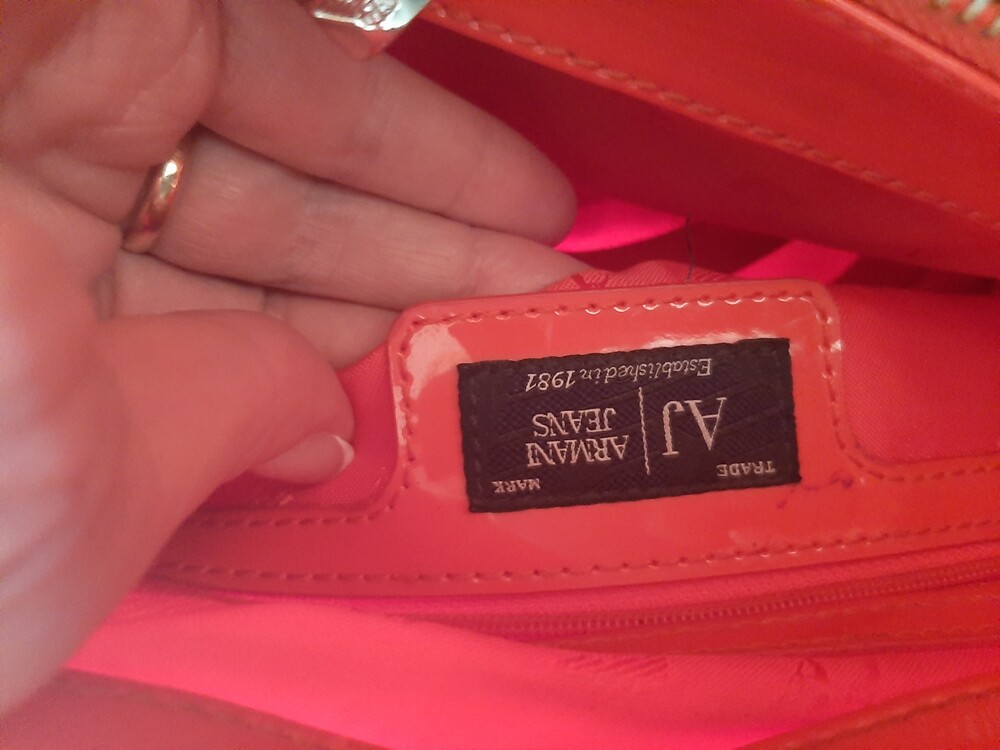 TRADE MARK
AJ ARMANI
JEANS
Established in 1981